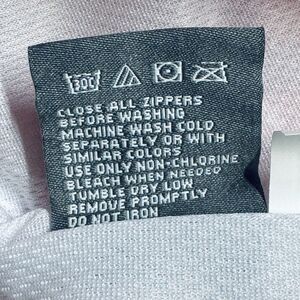 30C
CLOSE ALL ZIPPERS
BEFORE WASHING
MACHINE WASH COLD
SEPARATELY OR WITH
SIMILAR COLORS
USE ONLY NON-CHLORINE
BLEACH WHEN NEEDED
TUMBLE DRY LOW
REMOVE PROMPTLY
DO NOT IRON